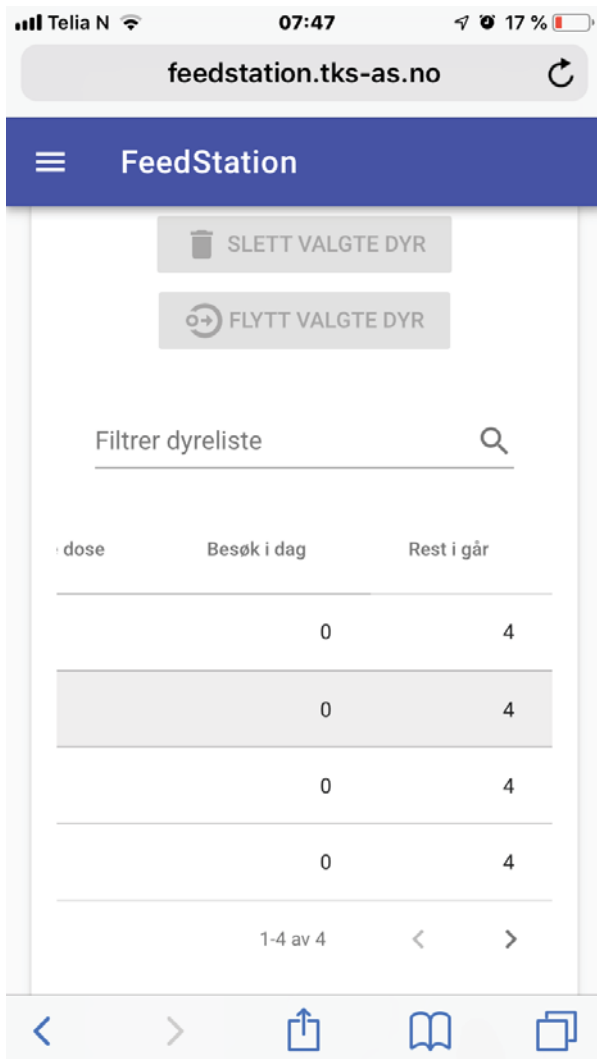 Telia N 07:47 17 %
feedstation.tks-as.no
FeedStation
SLETT VALGTE DYR
FLYTT VALGTE DYR
Filtrer dyreliste
dose Besøk i dag Rest i går
0 4
0 4
0 4
0 4
1-4 av 4